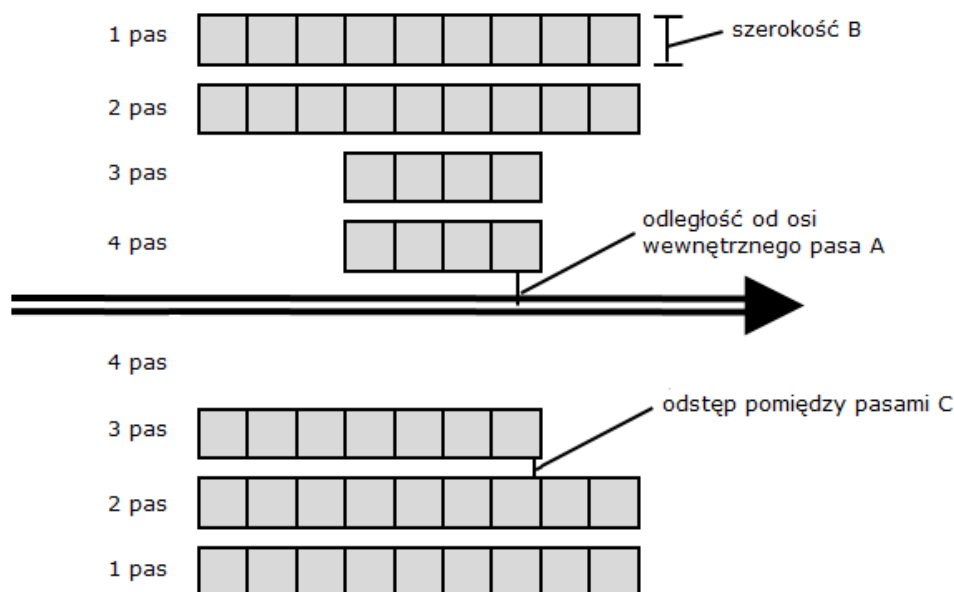 1 pas
szerokość B
2 pas
3 pas
odległość od osi
wewnętrznego pasa A
4 pas
4 pas
odstęp pomiędzy pasami C
3 pas
2 pas
1 pas